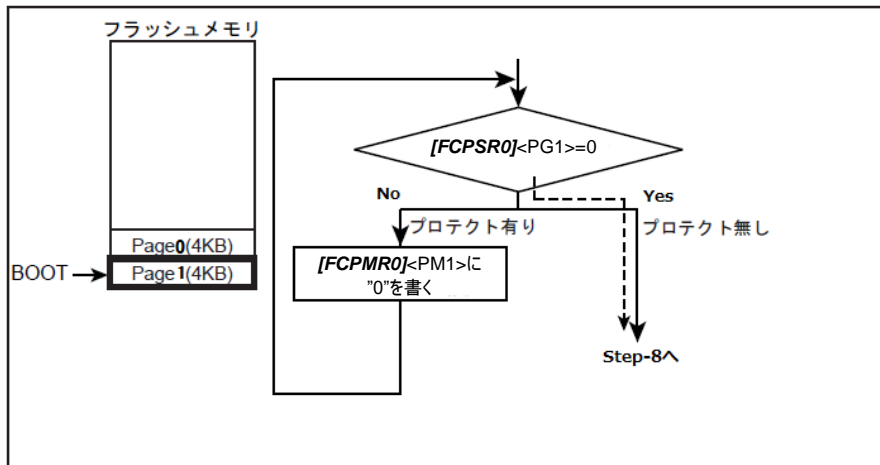 フラッシュメモリ
[FCPSR0]<PG1>=0
No
Yes
プロテクト有り
プロテクト無し
Page0(4KB)
BOOT
Page1(4KB)
[FCPMR0]<PM1>に
"0"を書く
Step-8へ